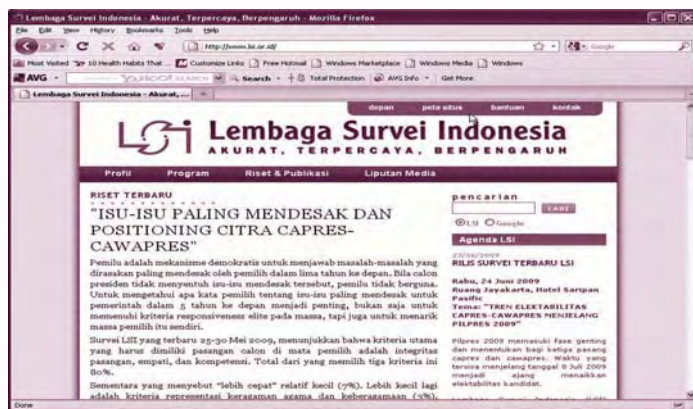 Lembaga Survei Indonesia - Akurat, Terpercaya, Berpengaruh - Mozilla Firefox
File Edit View History Bookmarks Tools Help
http://www.lsi.or.id/
Google
Most Visited 10 Health Habits That ... Customize Links Free Hotmail Windows Marketplace Windows Media Windows
AVG YAHOO! SEARCH Search Total Protection AVG Info Get More
Lembaga Survei Indonesia - Akurat, ...
depan peta situs bantuan kontak
LSI Lembaga Survei Indonesia
AKURAT, TERPERCAYA, BERPENGARUH
Profil Program Riset & Publikasi Liputan Media
RISET TERBARU
"ISU-ISU PALING MENDESAK DAN
POSITIONING CITRA CAPRES-
CAWAPRES"
Pemilu adalah mekanisme demokratis untuk menjawab masalah-masalah yang
dirasakan paling mendesak oleh pemilih dalam lima tahun ke depan. Bila calon
presiden tidak menyentuh isu-isu mendesak tersebut, pemilu tidak berguna.
Untuk mengetahui apa kata pemilih tentang isu-isu paling mendesak untuk
pemerintah dalam 5 tahun ke depan menjadi penting, bukan saja untuk
memenuhi kriteria responsiveness elite pada massa, tapi juga untuk menarik
massa pemilih itu sendiri.
Survei LSI yang terbaru 25-30 Mei 2009, menunjukkan bahwa kriteria utama
yang harus dimiliki pasangan calon di mata pemilih adalah integritas
pasangan, empati, dan kompetensi. Total dari yang memilih tiga kriteria ini
80%.
Sementara yang menyebut "lebih cepat" relatif kecil (7%). Lebih kecil lagi
adalah kriteria representasi keragaman agama dan keberagamaan (3%),
pencarian
CARI
LSI Google
Agenda LSI
RILIS SURVEI TERBARU LSI
Rabu, 24 Juni 2009
Ruang Jayakarta, Hotel Saripan
Pasific
Tema: "TREN ELEKTABILITAS
CAPRES-CAWAPRES MENJELANG
PILPRES 2009"
Pilpres 2009 memasuki fase genting
dan menentukan bagi ketiga pasang
capres dan cawapres. Waktu yang
tersisa menjelang tanggal 8 Juli 2009
menjadi ajang menaikkan
elektabilitas kandidat.
Done